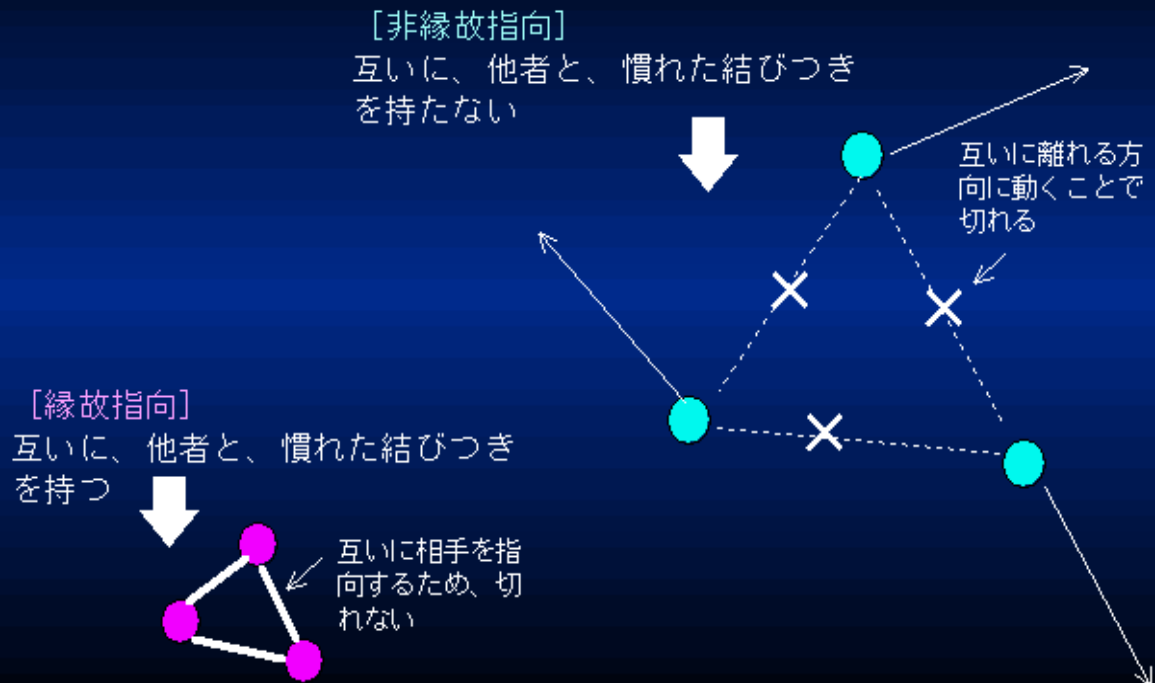 [非縁故指向]
互いに、他者と、慣れた結びつき
を持たない
互いに離れる方
向に動くことで
切れる
[縁故指向]
互いに、他者と、慣れた結びつき
を持つ
互いに相手を指
向するため、切
れない